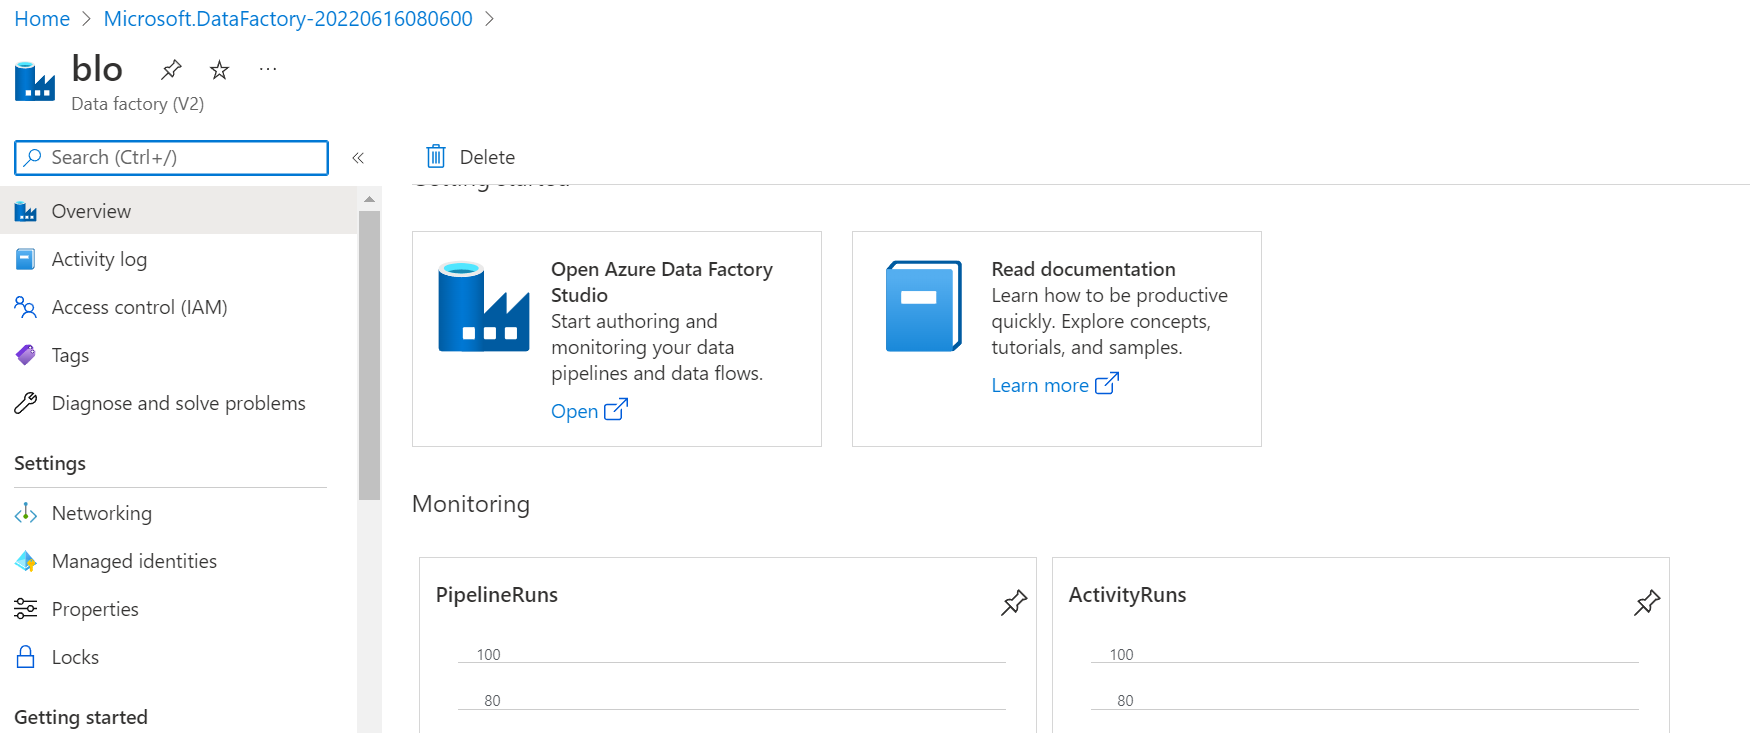 Home > Microsoft.DataFactory-20220616080600 >
blo ...
Data factory (V2)
Search (Ctrl+/) «
Overview
Activity log
Access control (IAM)
Tags
Diagnose and solve problems
Settings
Networking
Managed identities
Properties
Locks
Getting started
Delete
Getting started
Open Azure Data Factory
Studio
Start authoring and
monitoring your data
pipelines and data flows.
Open
Read documentation
Learn how to be productive
quickly. Explore concepts,
tutorials, and samples.
Learn more
Monitoring
PipelineRuns
100
80
ActivityRuns
100
80